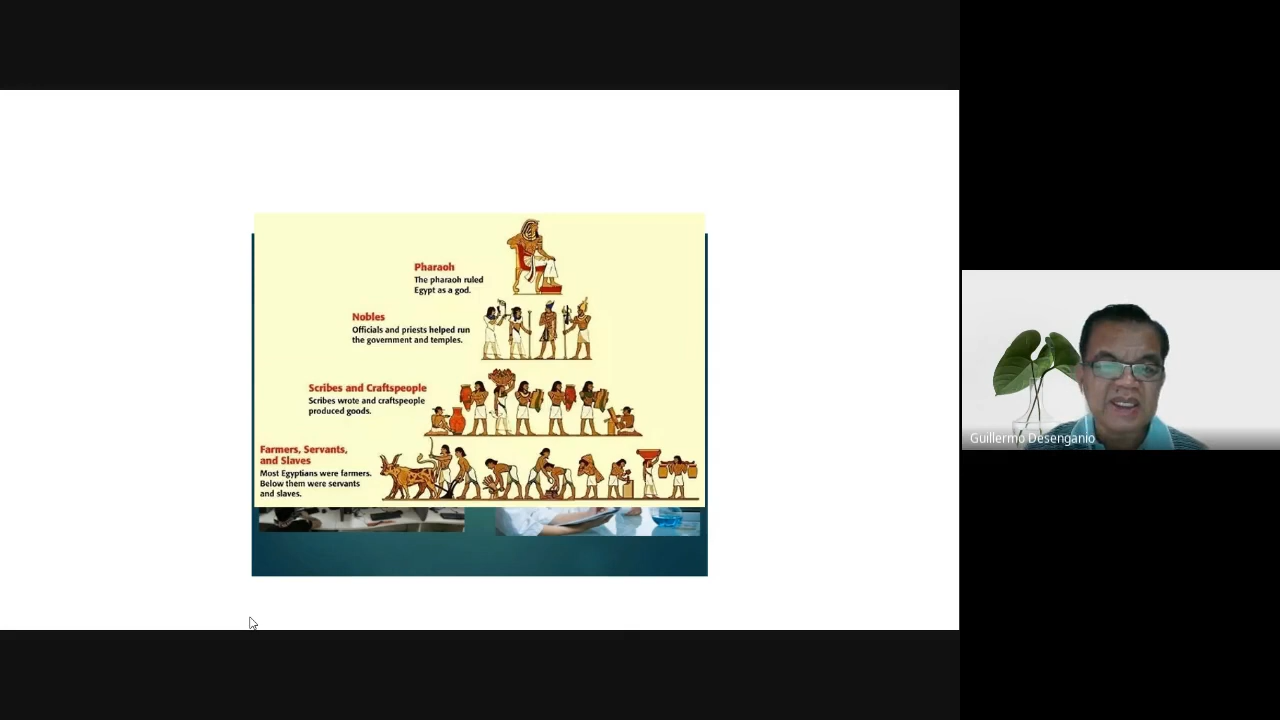 Pharaoh
The pharaoh ruled
Egypt as a god.
Nobles
Officials and priests helped run
the government and temples.
Scribes and Craftspeople
Scribes wrote and craftspeople
produced goods.
Farmers, Servants,
and Slaves
Most Egyptians were farmers.
Below them were servants
and slaves.
Guillermo Desenganio